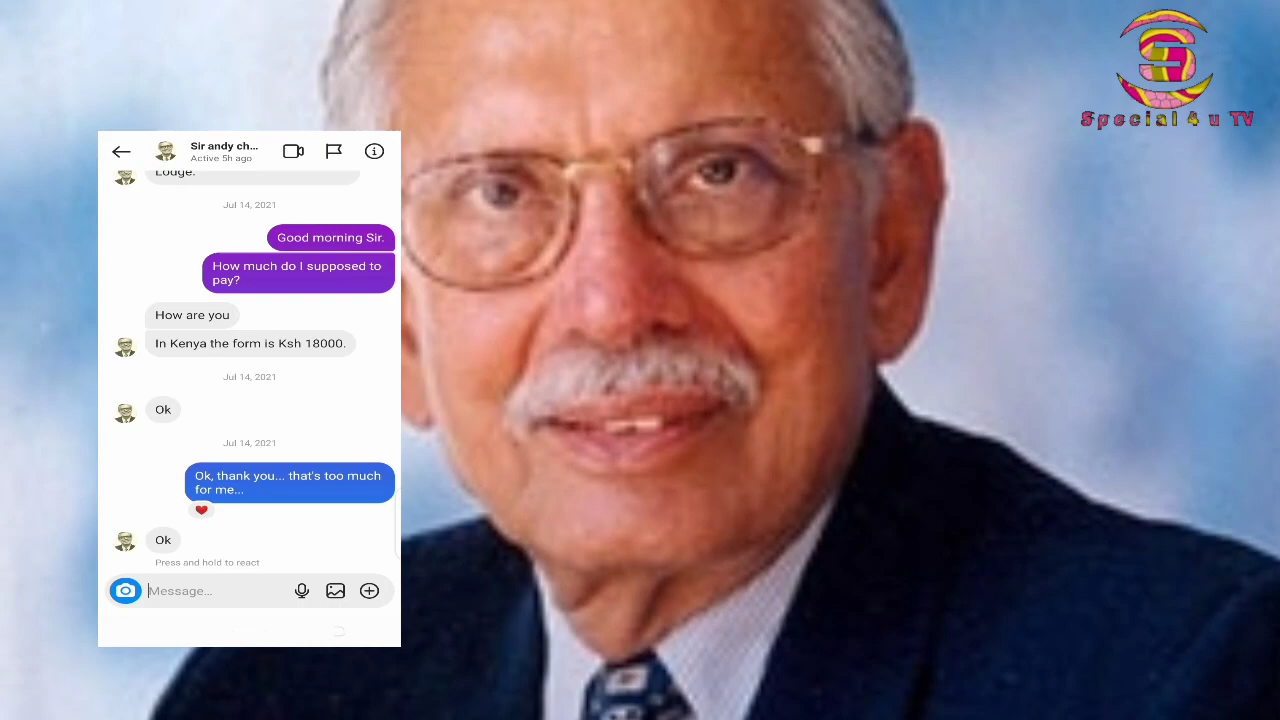 Special 4 u TV
Sir andy ch...
Active 5h ago
Lodge.
Jul 14, 2021
Good morning Sir.
How much do I supposed to
pay?
How are you
In Kenya the form is Ksh 18000.
Jul 14, 2021
Ok
Jul 14, 2021
Ok, thank you... that's too much
for me...
Ok
Press and hold to react
Message...